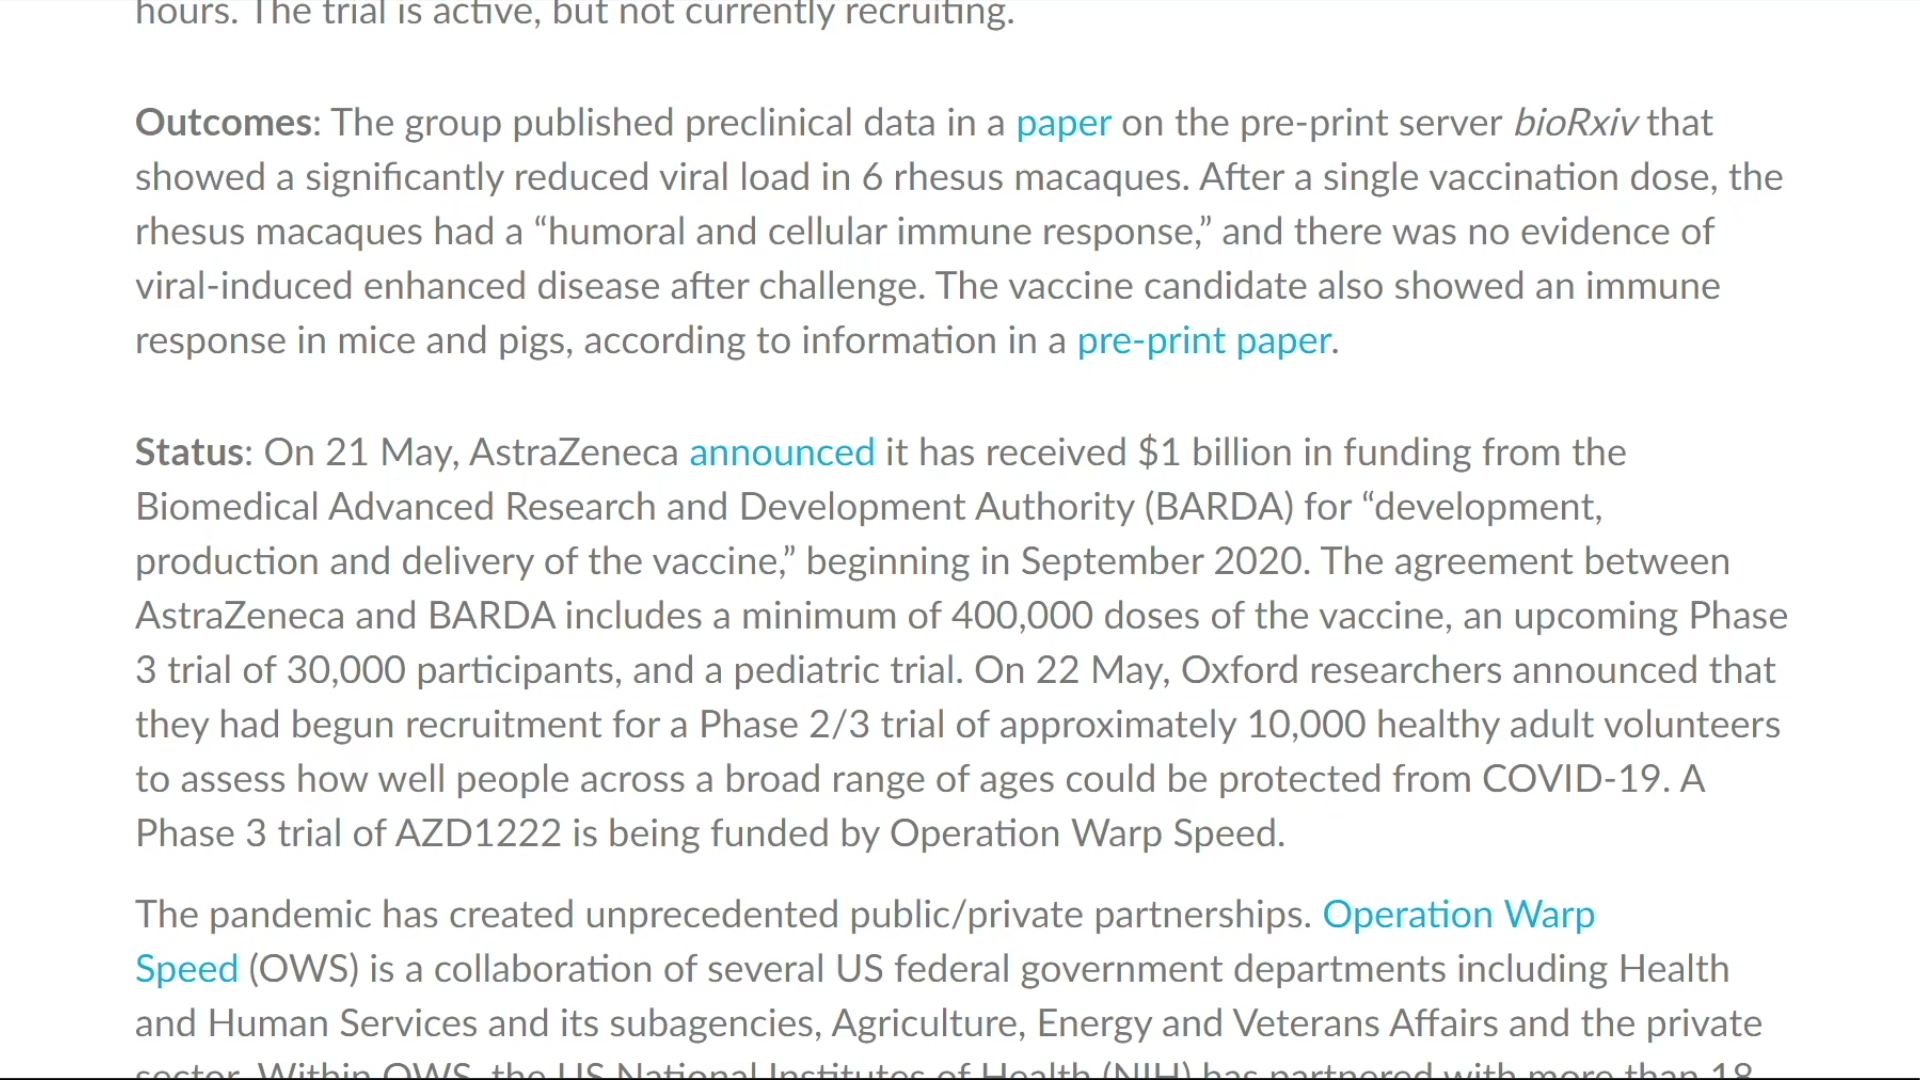 hours. The trial is active, but not currently recruiting.
Outcomes: The group published preclinical data in a paper on the pre-print server bioRxiv that
showed a significantly reduced viral load in 6 rhesus macaques. After a single vaccination dose, the
rhesus macaques had a “humoral and cellular immune response,” and there was no evidence of
viral-induced enhanced disease after challenge. The vaccine candidate also showed an immune
response in mice and pigs, according to information in a pre-print paper.
Status: On 21 May, AstraZeneca announced it has received $1 billion in funding from the
Biomedical Advanced Research and Development Authority (BARDA) for “development,
production and delivery of the vaccine,” beginning in September 2020. The agreement between
AstraZeneca and BARDA includes a minimum of 400,000 doses of the vaccine, an upcoming Phase
3 trial of 30,000 participants, and a pediatric trial. On 22 May, Oxford researchers announced that
they had begun recruitment for a Phase 2/3 trial of approximately 10,000 healthy adult volunteers
to assess how well people across a broad range of ages could be protected from COVID-19. A
Phase 3 trial of AZD1222 is being funded by Operation Warp Speed.
The pandemic has created unprecedented public/private partnerships. Operation Warp
Speed (OWS) is a collaboration of several US federal government departments including Health
and Human Services and its subagencies, Agriculture, Energy and Veterans Affairs and the private
sector. Within OWS, the US National Institutes of Health (NIH) has partnered with more than 18